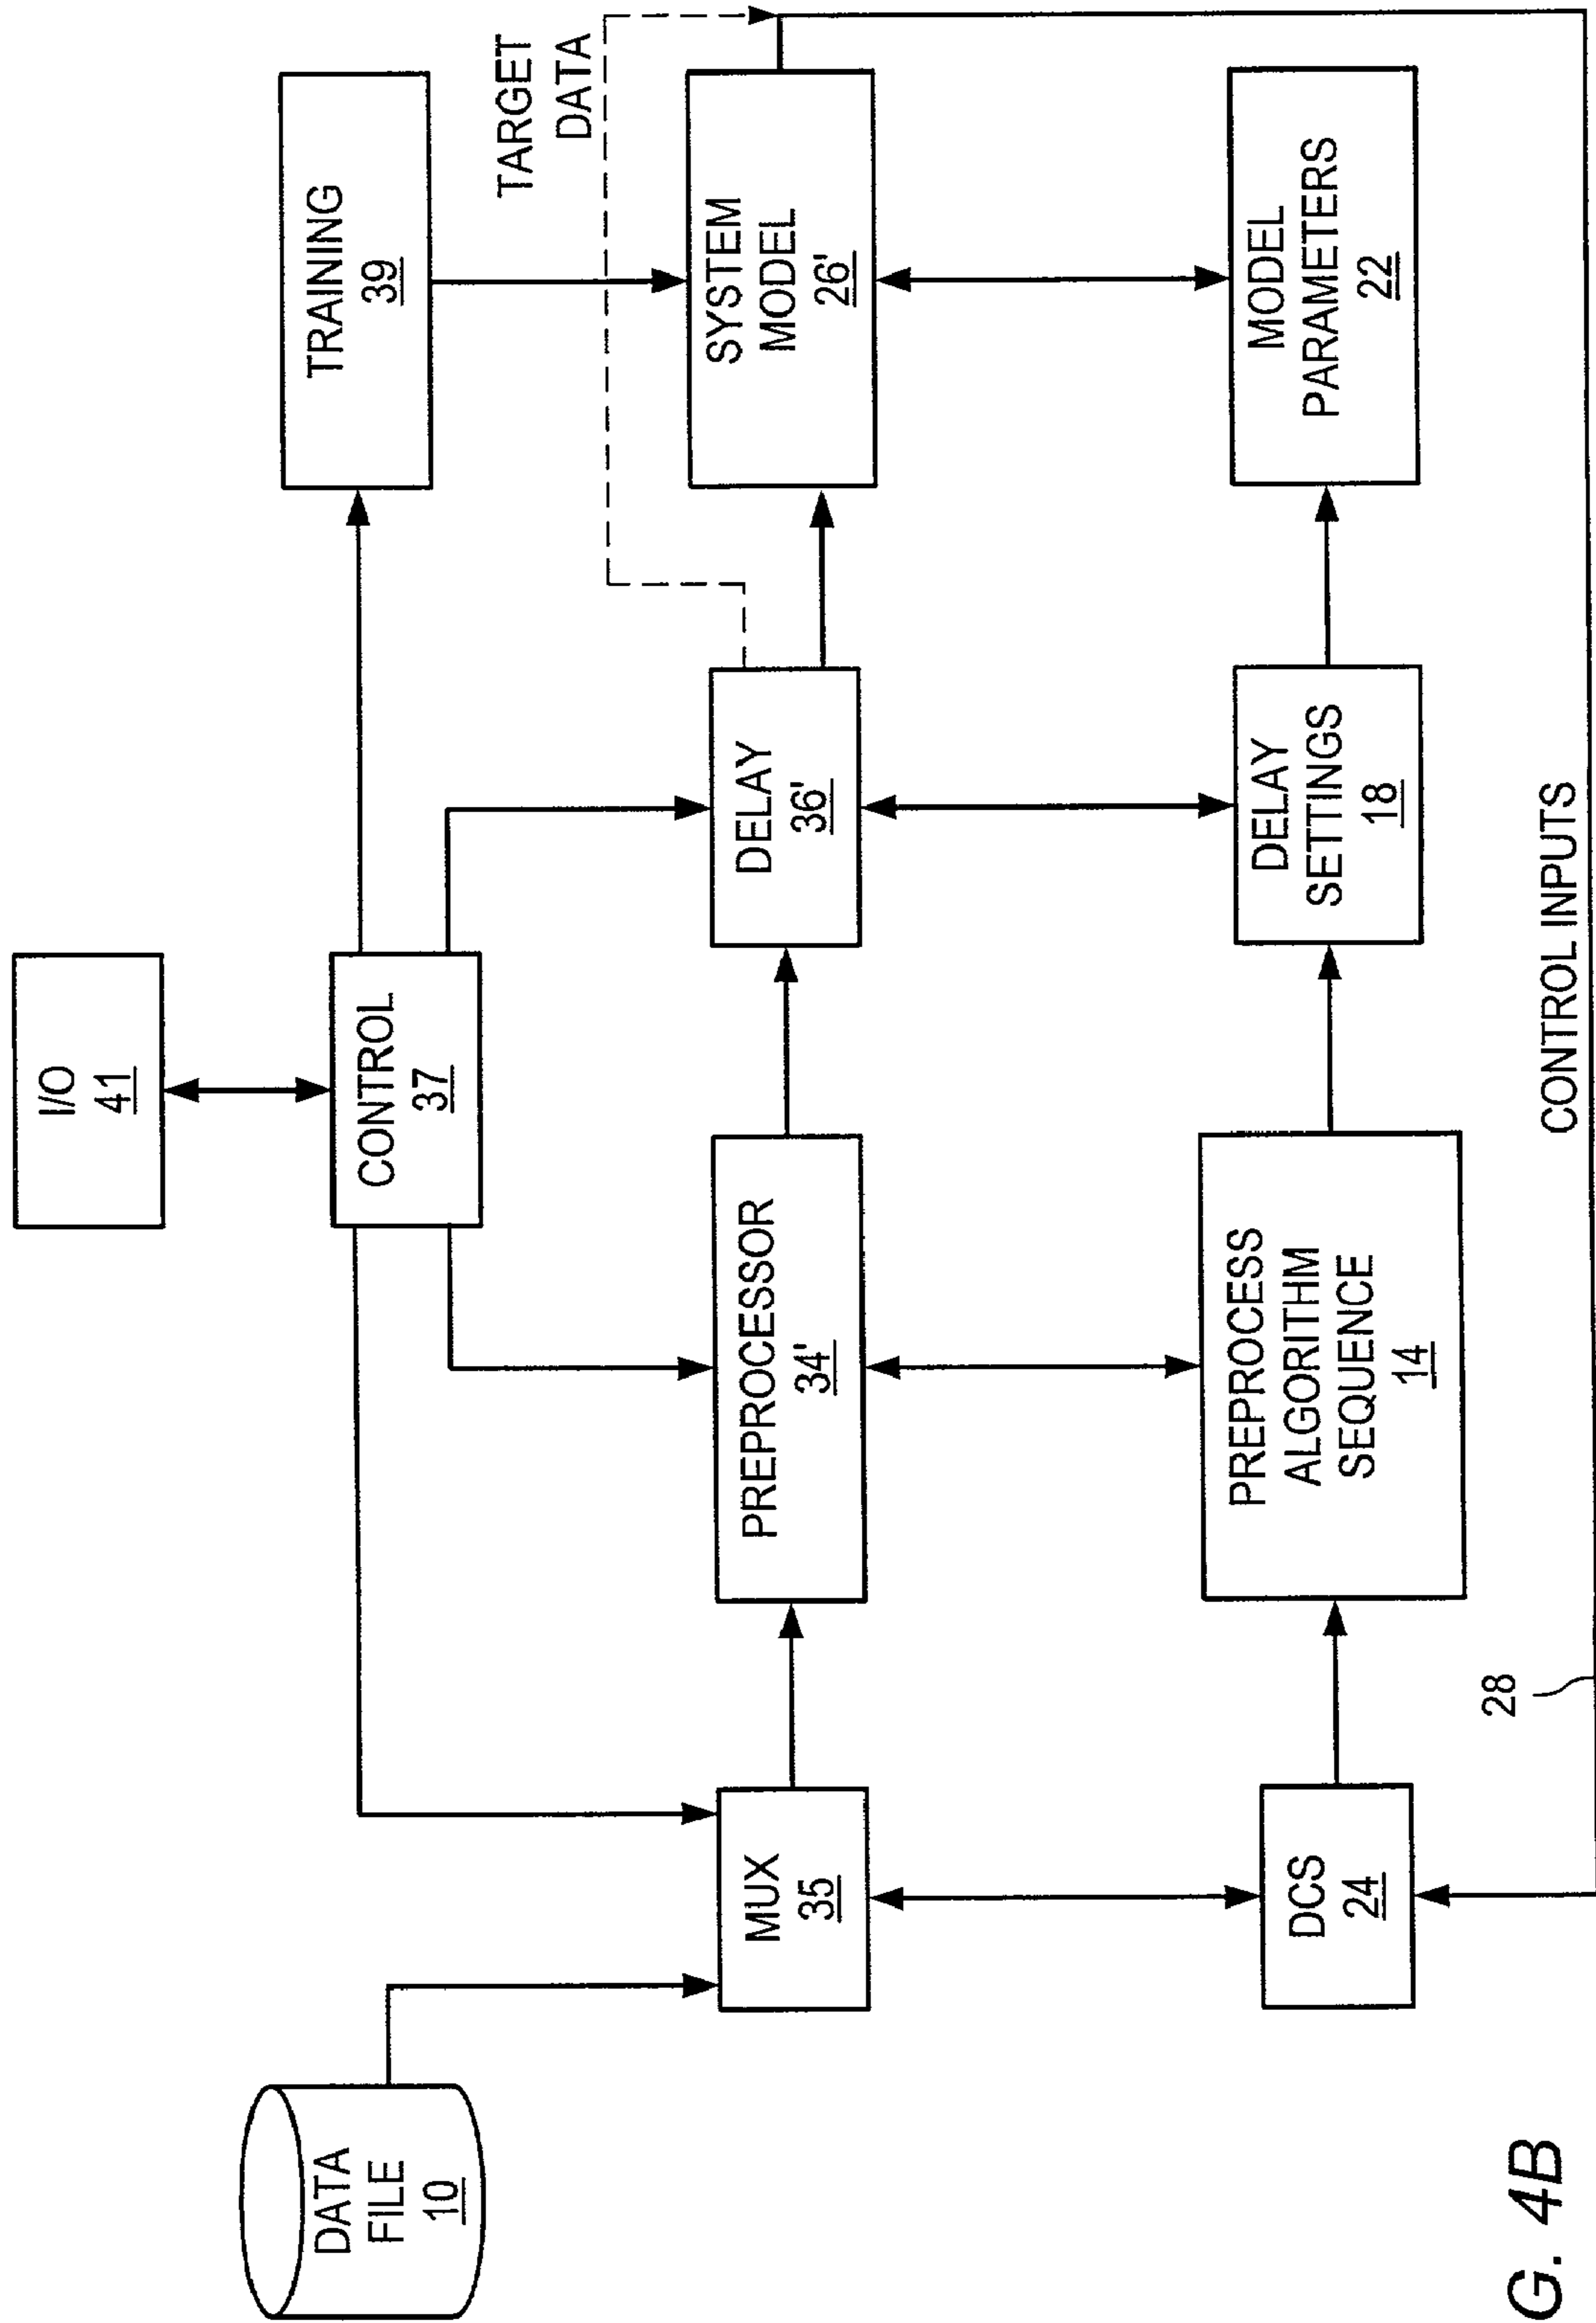 I/O
41
DATA
FILE
10
CONTROL
37
TRAINING
39
TARGET
DATA
MUX
35
PREPROCESSOR
34'
DELAY
36'
SYSTEM
MODEL
26'
DCS
24
PREPROCESS
ALGORITHM
SEQUENCE
14
DELAY
SETTINGS
18
MODEL
PARAMETERS
22
28
CONTROL INPUTS
G. 4B